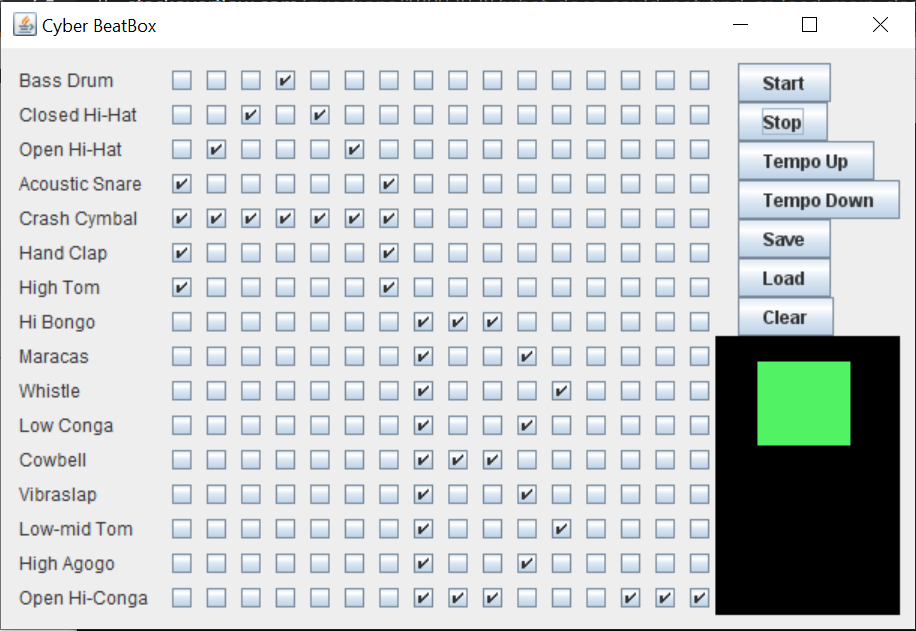 Cyber BeatBox
Bass Drum
Closed Hi-Hat
Open Hi-Hat
Acoustic Snare
Crash Cymbal
Hand Clap
High Tom
Hi Bongo
Maracas
Whistle
Low Conga
Cowbell
Vibraslap
Low-mid Tom
High Agogo
Open Hi-Conga
Start
Stop
Tempo Up
Tempo Down
Save
Load
Clear